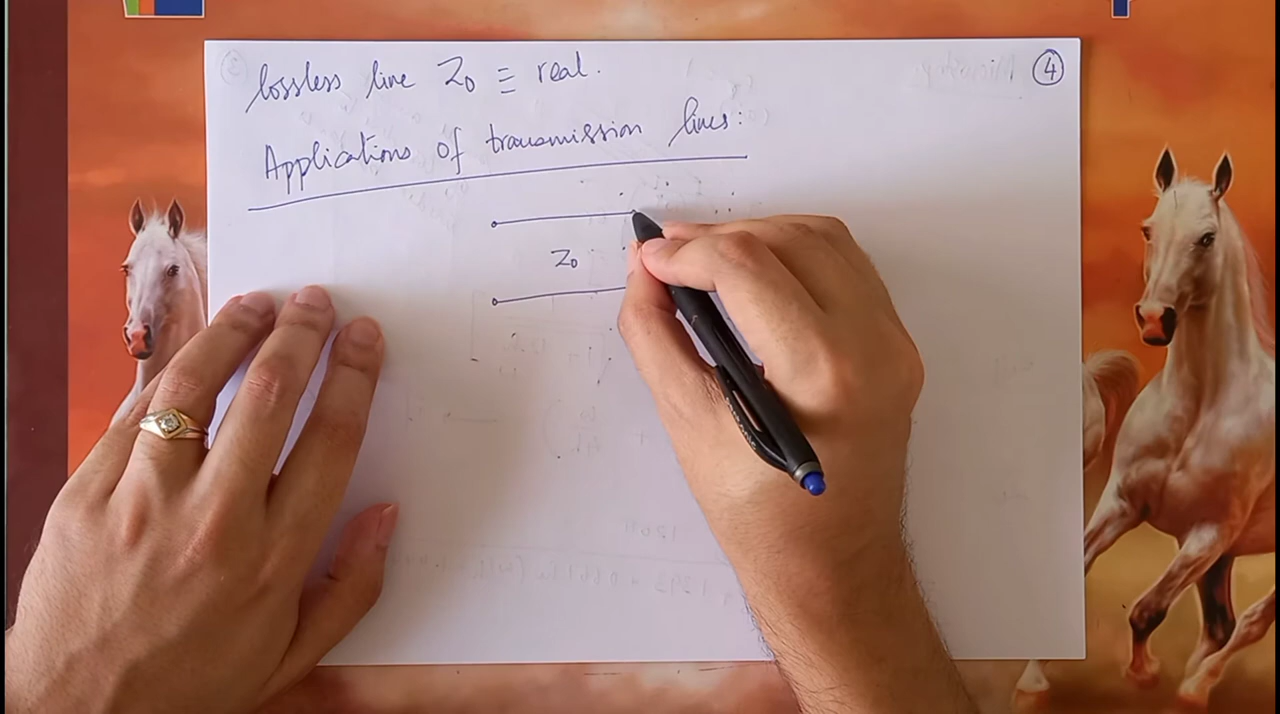 lossless line Z₀ ≡ real.
④
Applications of transmission lines:
Z₀